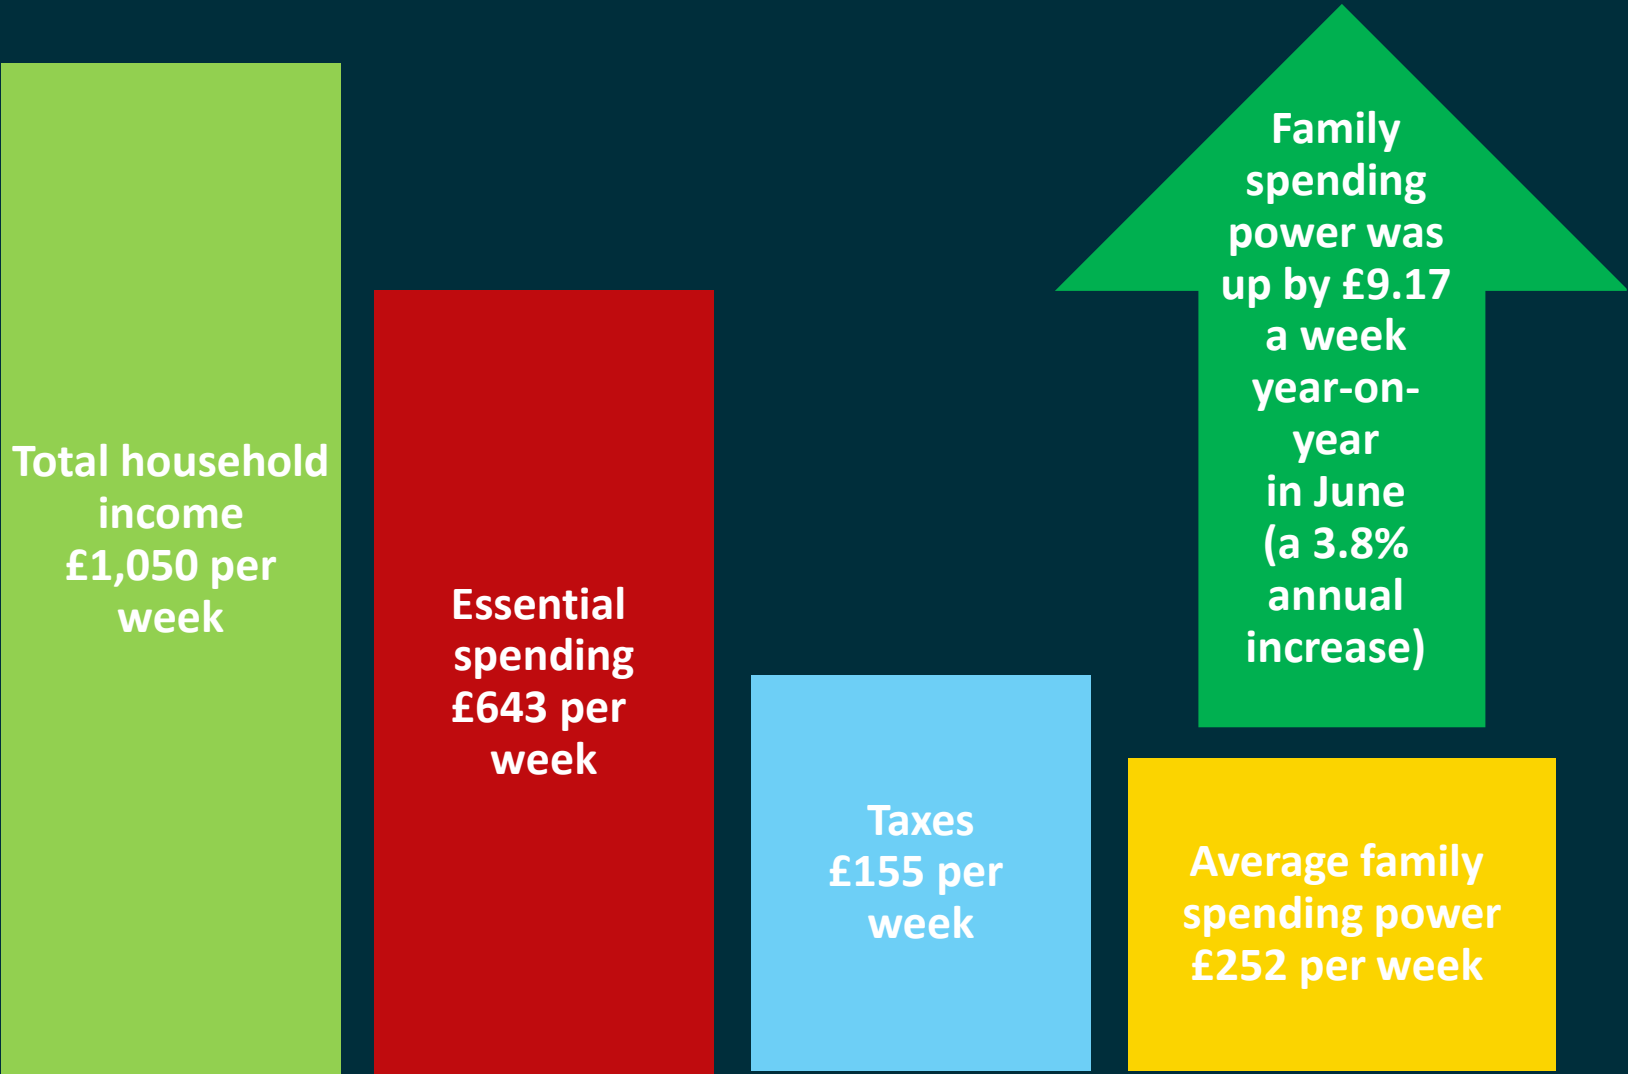 Total household
income
£1,050 per
week
Essential
spending
£643 per
week
Taxes
£155 per
week
Family
spending
power was
up by £9.17
a week
year-on-
year
in June
(a 3.8%
annual
increase)
Average family
spending power
£252 per week